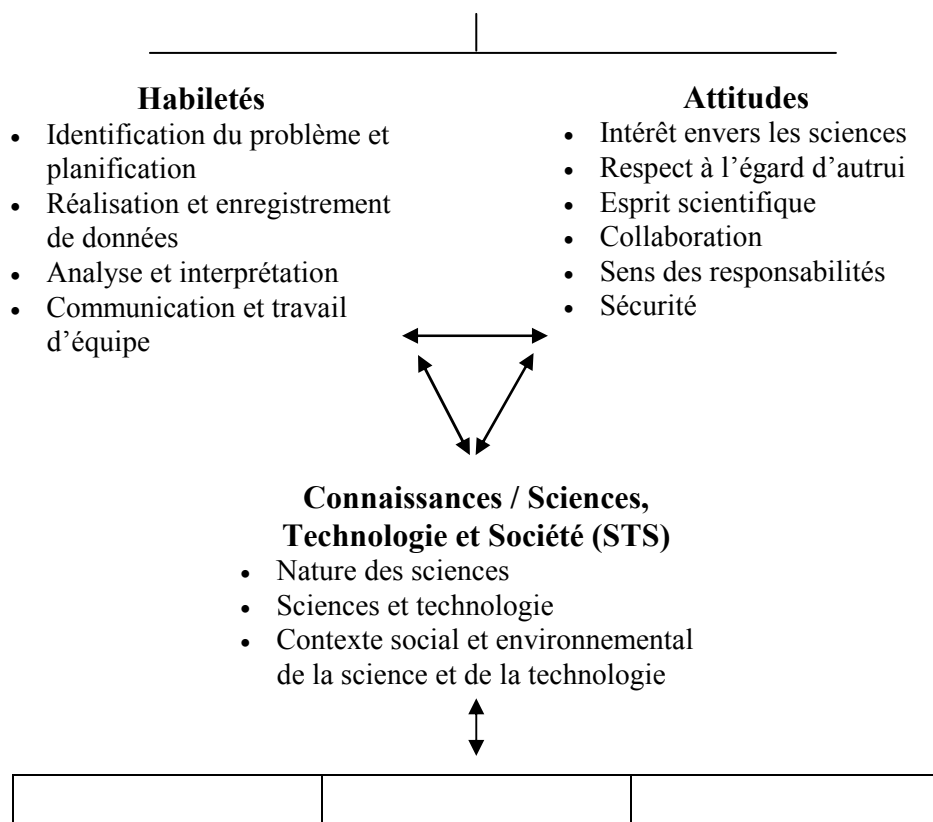 Habiletés
• Identification du problème et
planification
• Réalisation et enregistrement
de données
• Analyse et interprétation
• Communication et travail
d’équipe
Attitudes
• Intérêt envers les sciences
• Respect à l’égard d’autrui
• Esprit scientifique
• Collaboration
• Sens des responsabilités
• Sécurité
Connaissances / Sciences,
Technologie et Société (STS)
• Nature des sciences
• Sciences et technologie
• Contexte social et environnemental
de la science et de la technologie